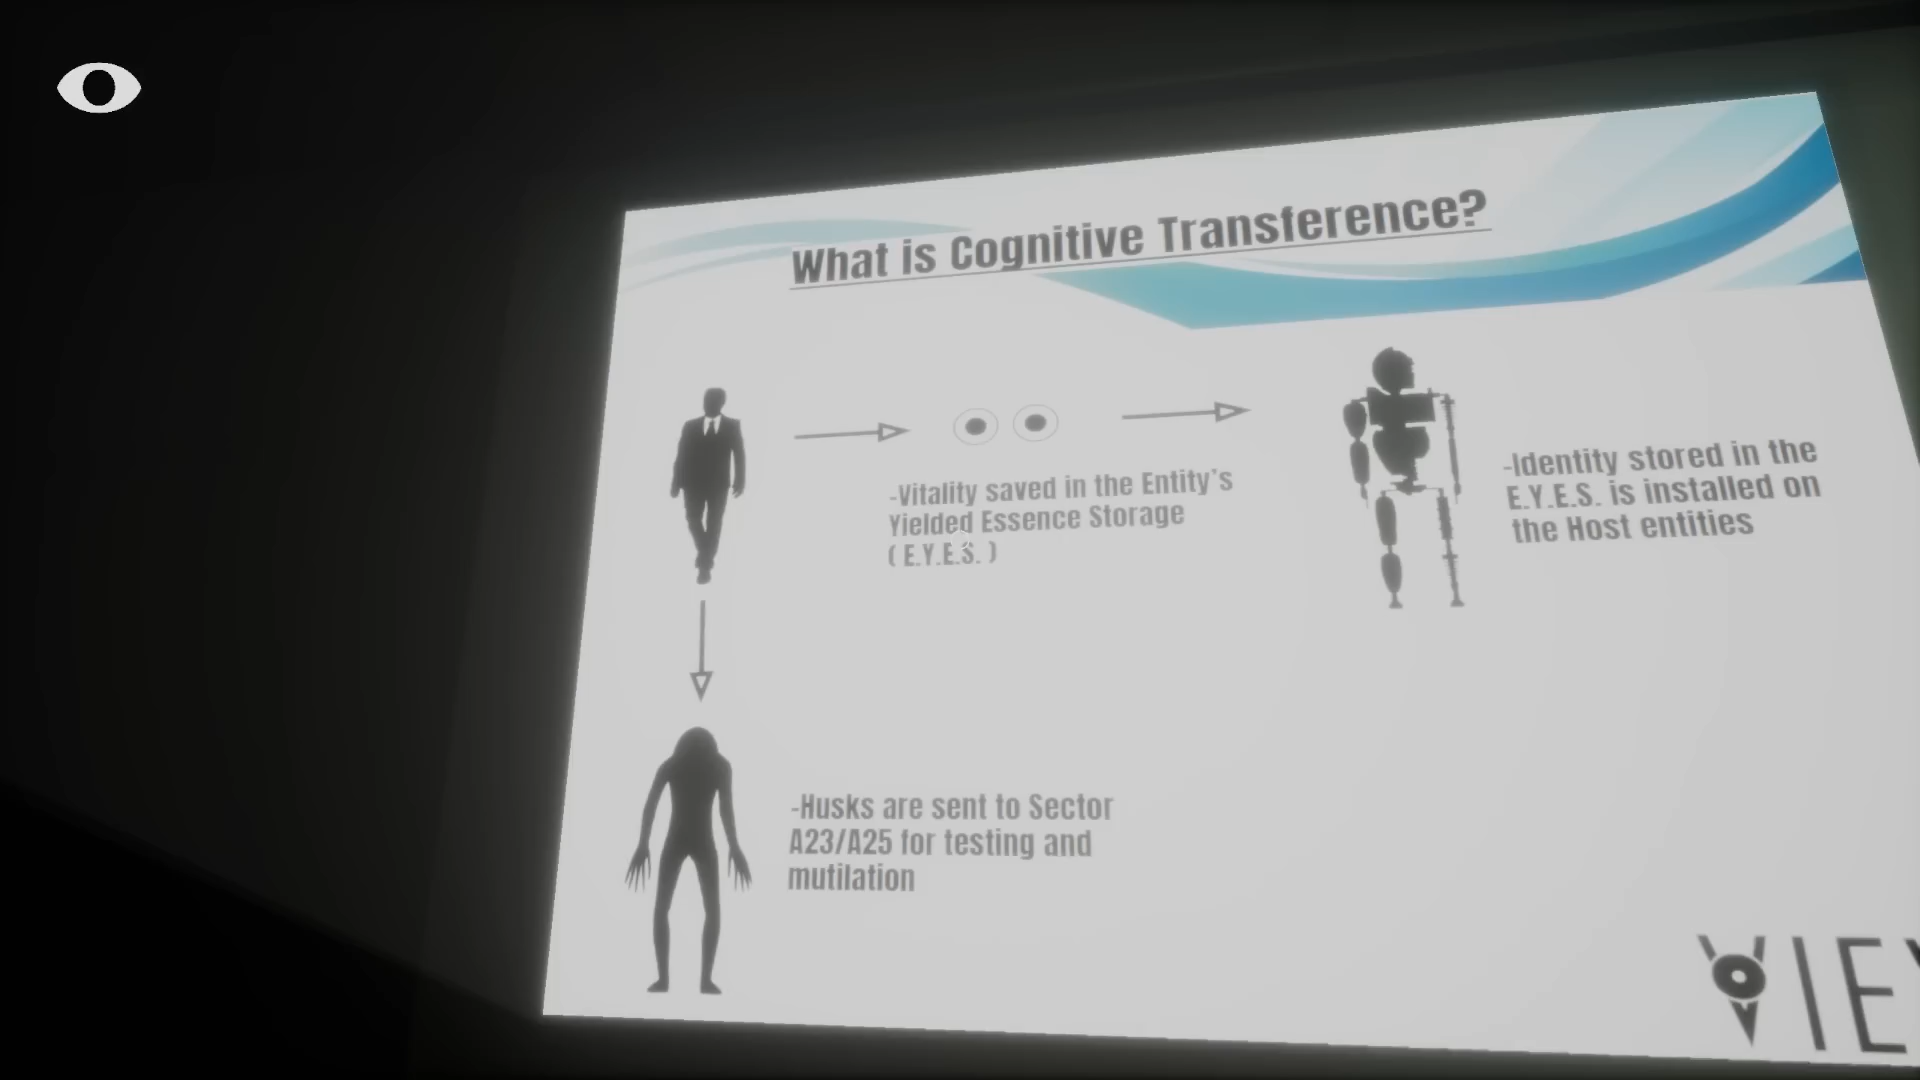 What is Cognitive Transference?
-Vitality saved in the Entity's
Yielded Essence Storage
( E.Y.E.S. )
-Identity stored in the
E.Y.E.S. is installed on
the Host entities
-Husks are sent to Sector
A23/A25 for testing and
mutilation